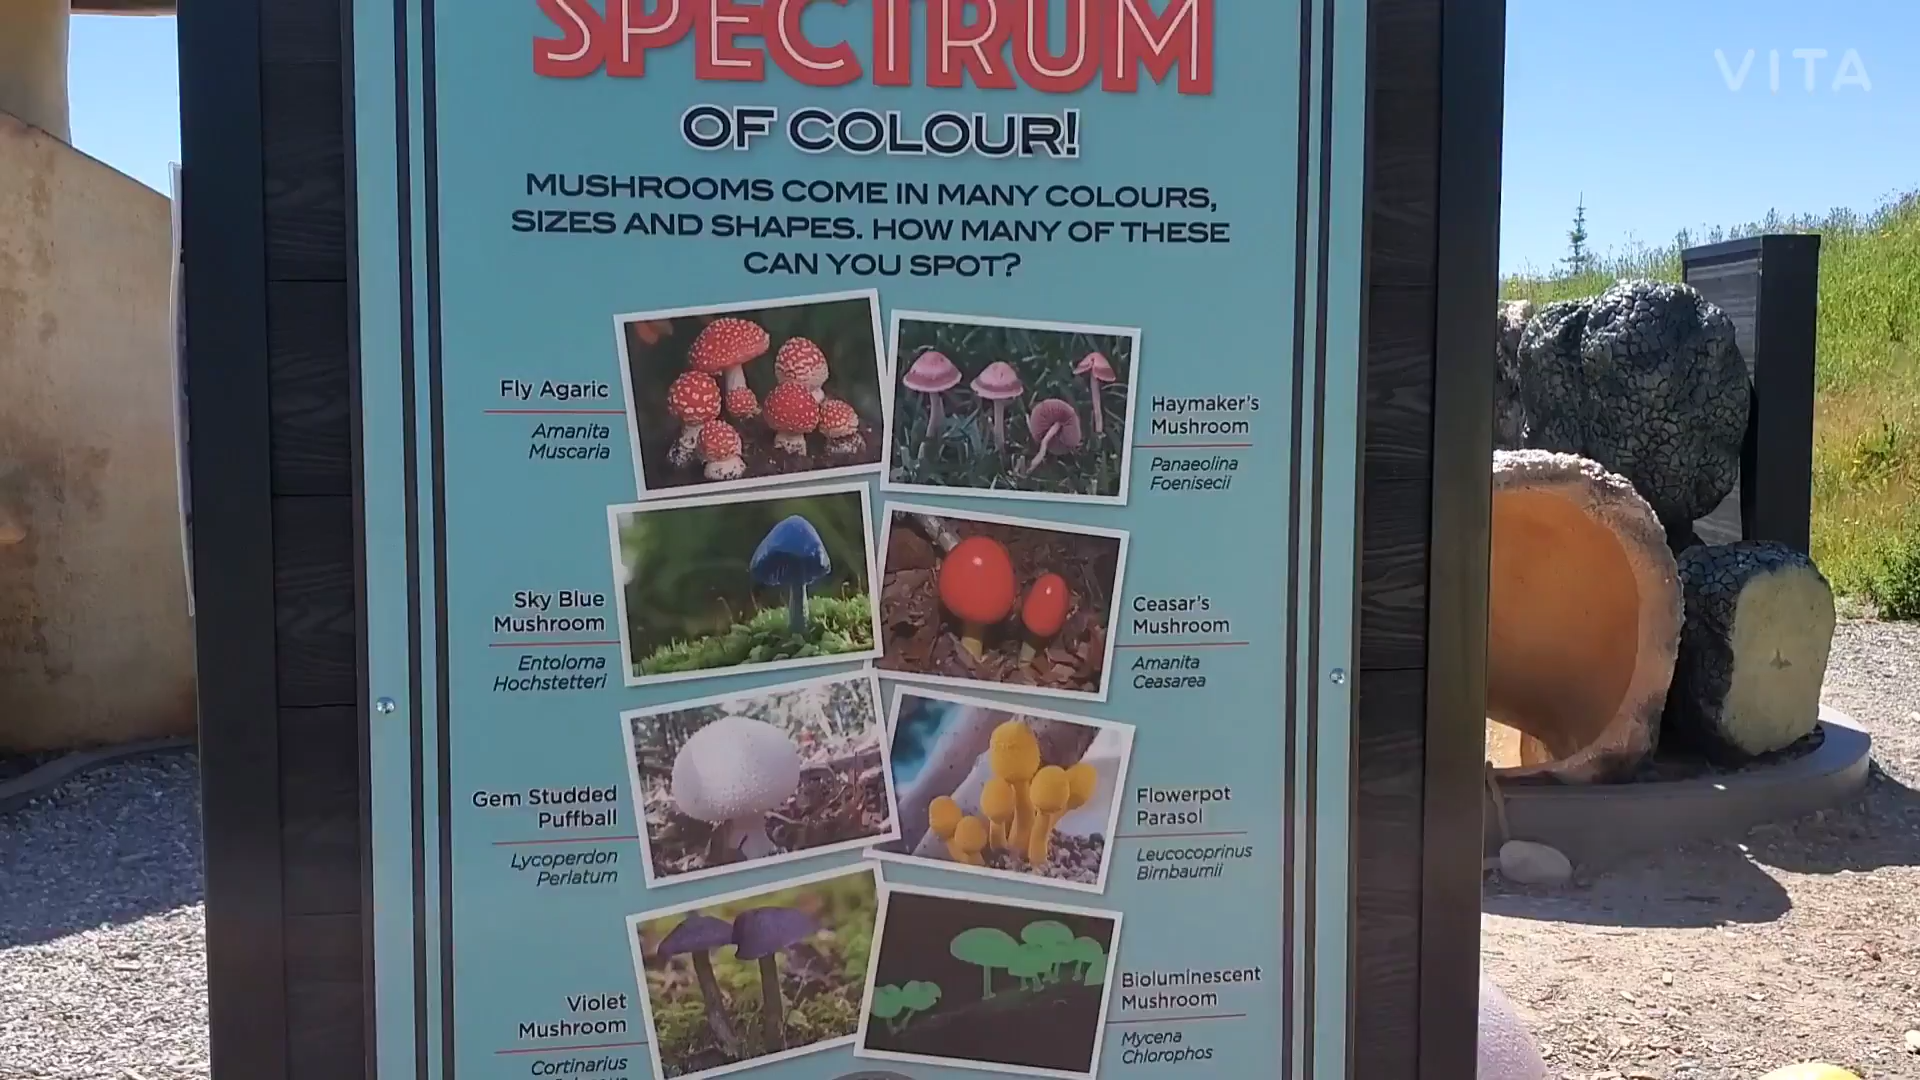 SPECTRUM
OF COLOUR!
MUSHROOMS COME IN MANY COLOURS,
SIZES AND SHAPES. HOW MANY OF THESE
CAN YOU SPOT?
Fly Agaric
Amanita
Muscaria
Haymaker's
Mushroom
Panaeolina
Foenisecii
Sky Blue
Mushroom
Entoloma
Hochstetteri
Ceasar's
Mushroom
Amanita
Ceasarea
Gem Studded
Puffball
Lycoperdon
Perlatum
Flowerpot
Parasol
Leucocoprinus
Birnbaumii
Violet
Mushroom
Cortinarius
Bioluminescent
Mushroom
Mycena
Chlorophos
VITA